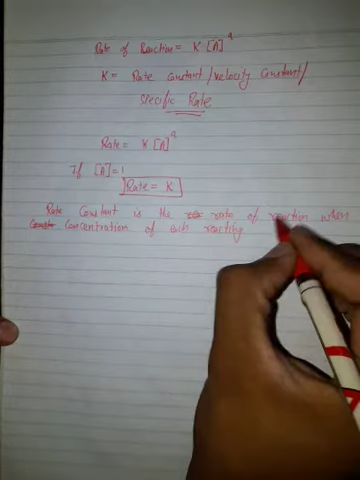 Rate of Reaction = K [A]^a
K = Rate constant/velocity constant/
specific Rate
Rate = K [A]^a
If [A]=1
Rate = K
Rate Constant is the rate of reaction when
Concentration of each